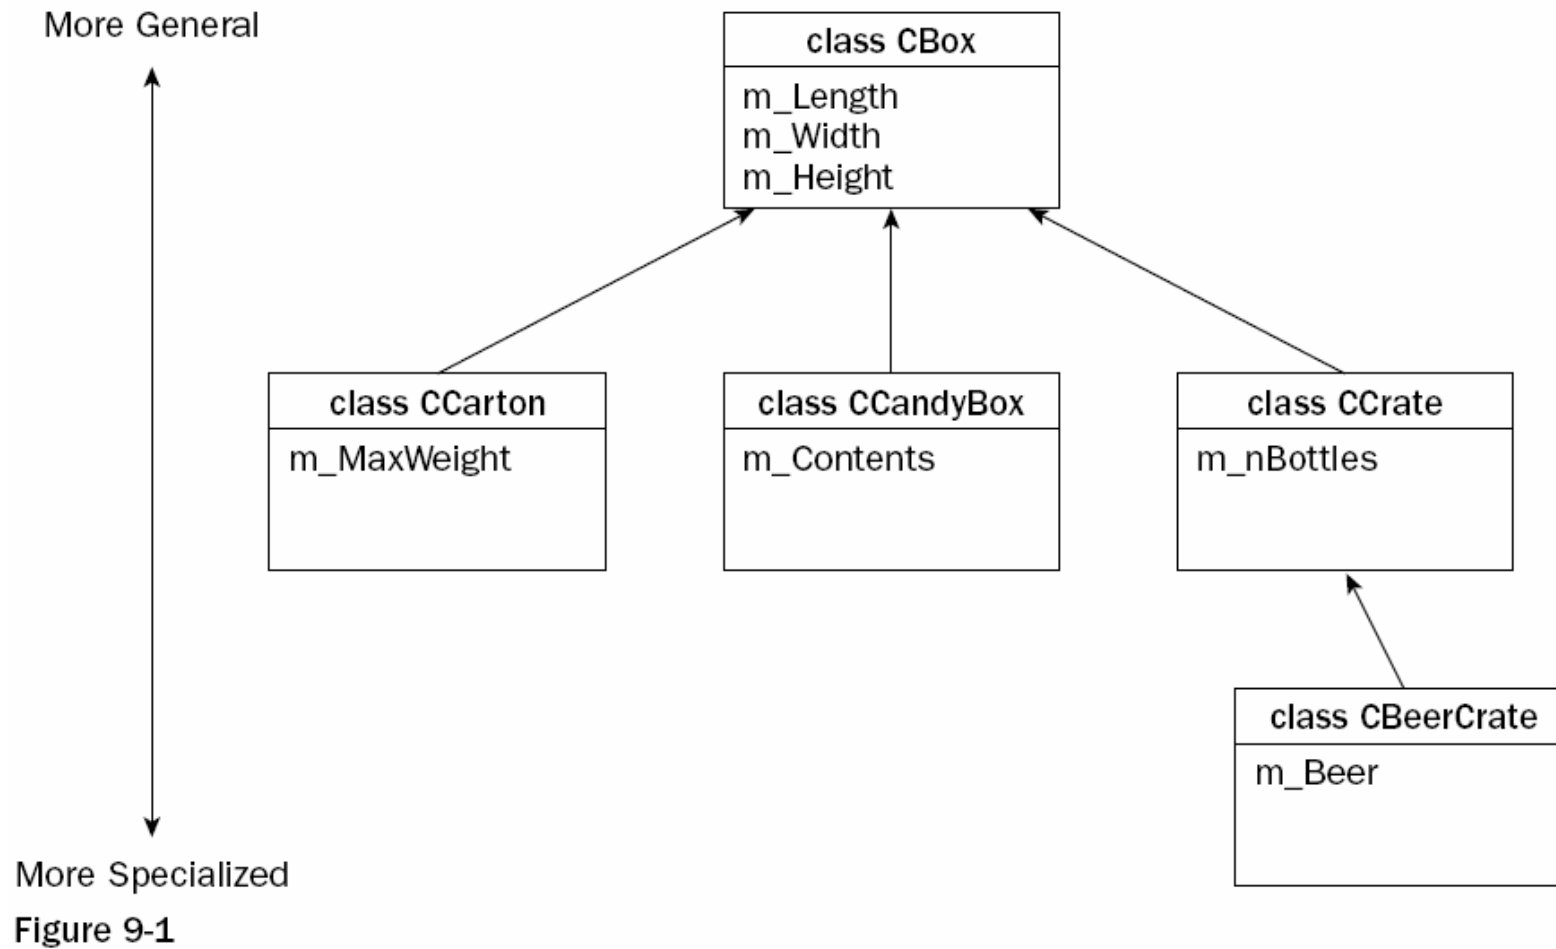 More General
class CBox
m_Length
m_Width
m_Height
class CCarton
m_MaxWeight
class CCandyBox
m_Contents
class CCrate
m_nBottles
class CBeerCrate
m_Beer
More Specialized
Figure 9-1